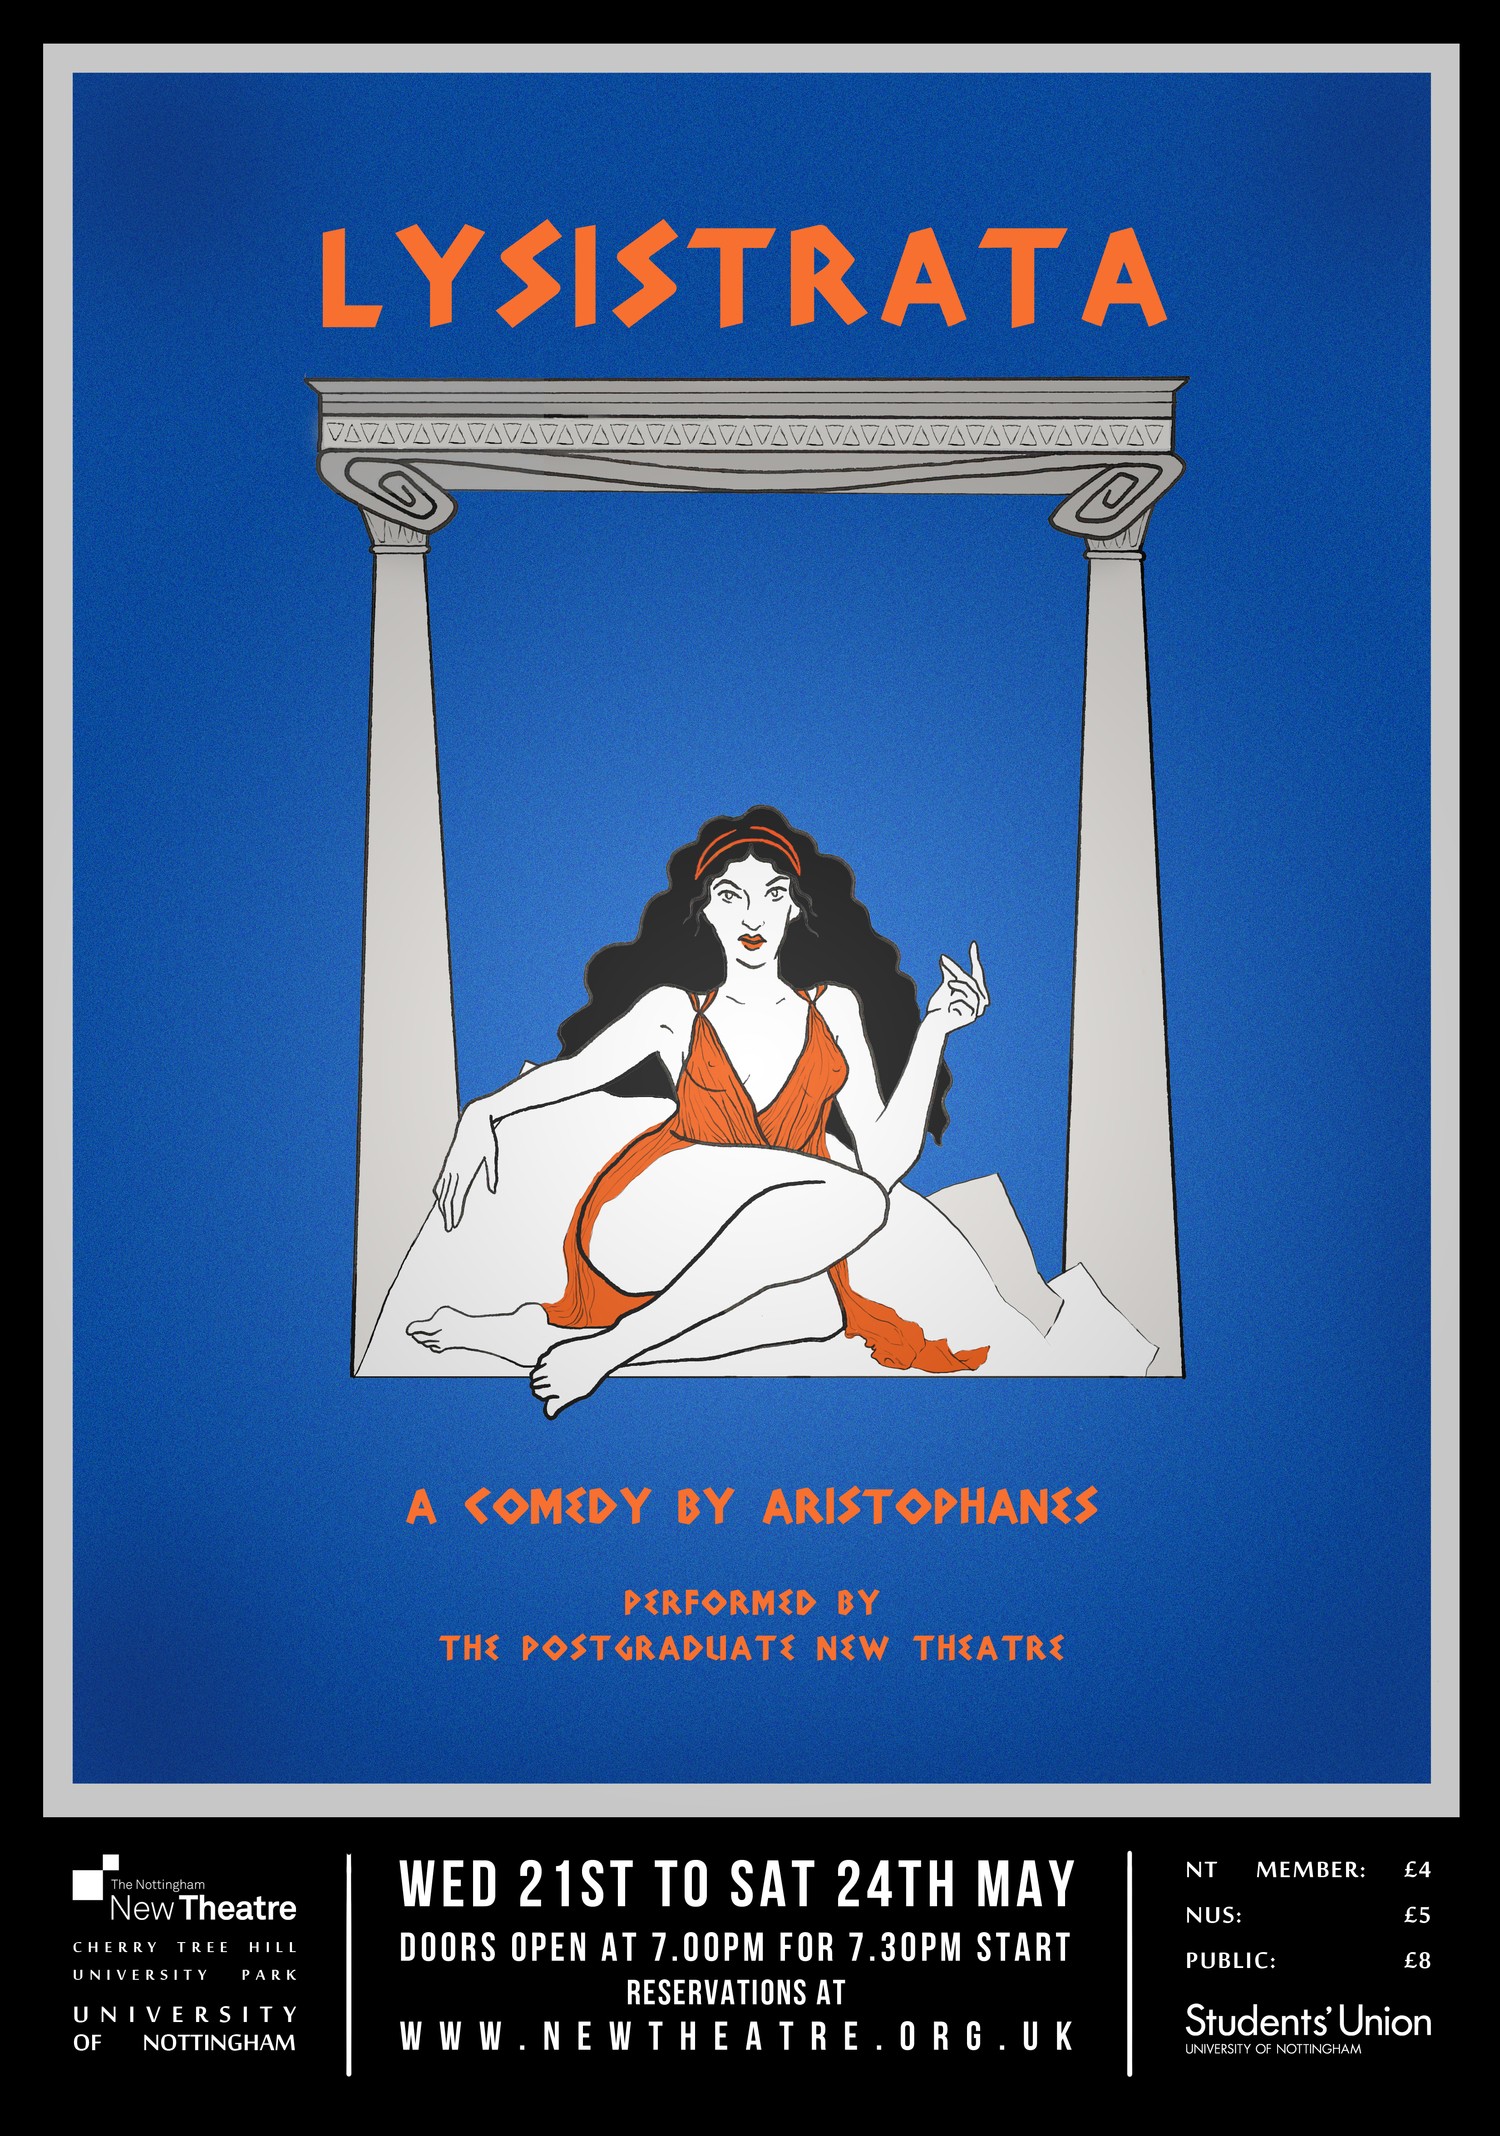 LYSISTRATA
A COMEDY BY ARISTOPHANES
PERFORMED BY
THE POSTGRADUATE NEW THEATRE
The Nottingham
New Theatre
CHERRY TREE HILL
UNIVERSITY PARK
UNIVERSITY
OF NOTTINGHAM
WED 21ST TO SAT 24TH MAY
DOORS OPEN AT 7.00PM FOR 7.30PM START
RESERVATIONS AT
WWW.NEWTHEATRE.ORG.UK
NT MEMBER: £4
NUS: £5
PUBLIC: £8
Students' Union
UNIVERSITY OF NOTTINGHAM